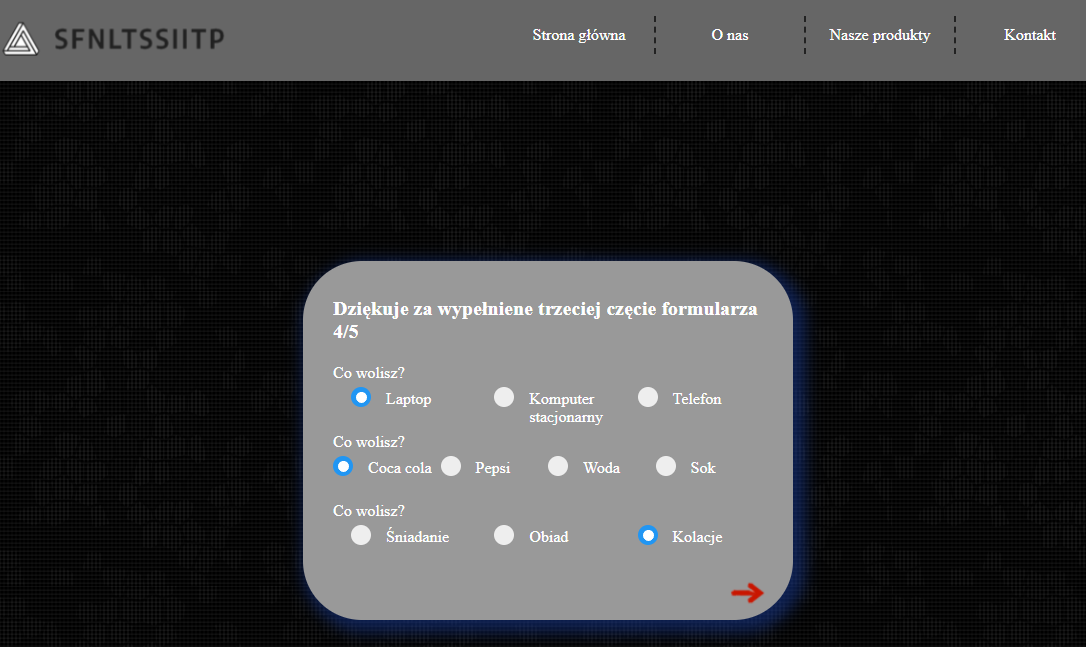 SFNLTSSIITP
Strona główna
O nas
Nasze produkty
Kontakt
Dziękuje za wypełniene trzeciej częcie formularza
4/5
Co wolisz?
Laptop
Komputer
stacjonarny
Telefon
Co wolisz?
Coca cola
Pepsi
Woda
Sok
Co wolisz?
Śniadanie
Obiad
Kolacje